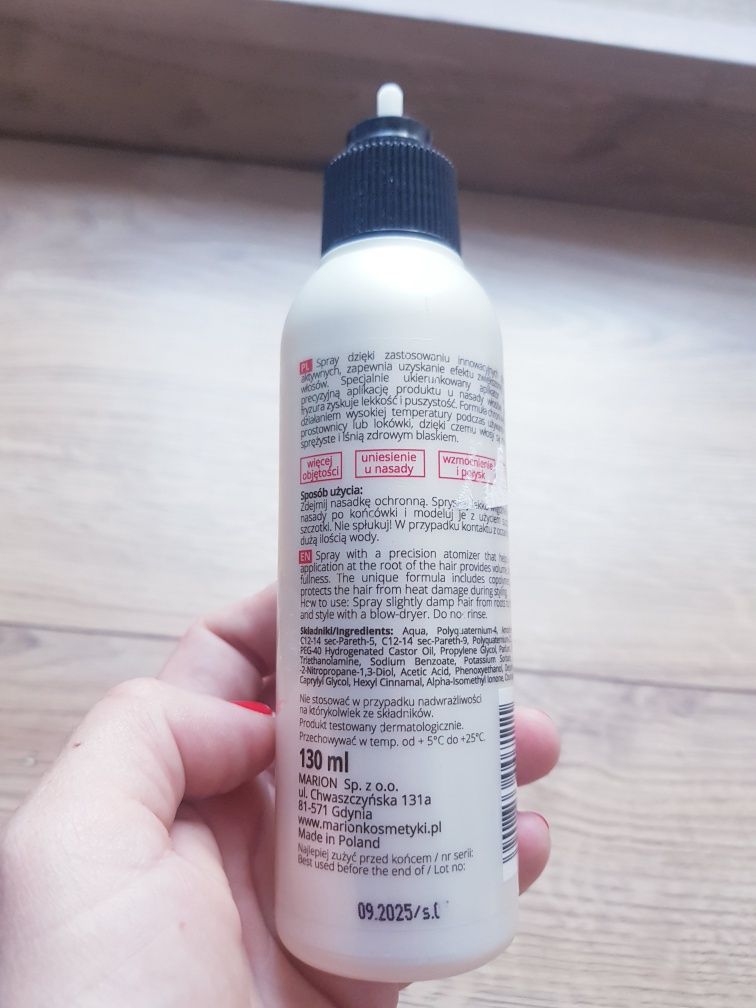 PL Spray dzięki zastosowaniu
aktywnych, zapewnia uzyskanie efektu
włosów. Specjalnie ukierunkowany
precyzyjną aplikację produktu u nasady
fryzura zyskuje lekkość i puszystość. Formuła
działaniem wysokiej temperatury podczas
prostownicy lub lokówki, dzięki czemu włosy
sprężyste i lśnią zdrowym blaskiem.
więcej
objętości
uniesienie
u nasady
wzmocnienie
i połysk
Sposób użycia:
Zdejmij nasadkę ochronną.
nasady po końcówki i modeluj je z użyciem
szczotki. Nie spłukuj! W przypadku kontaktu z
dużą ilością wody.
EN Spray with a precision atomizer that
application at the root of the hair provides
fullness. The unique formula includes
protects the hair from heat damage during
How to use: Spray slightly damp hair from roots
and style with a blow-dryer. Do not rinse.
Składniki/Ingredients: Aqua, Polyquaternium-4,
C12-14 sec-Pareth-5, C12-14 sec-Pareth-9,
PEG-40 Hydrogenated Castor Oil, Propylene Glycol,
Triethanolamine, Sodium Benzoate, Potassium
-2-Nitropropane-1,3-Diol, Acetic Acid, Phenoxyethanol,
Caprylyl Glycol, Hexyl Cinnamal, Alpha-Isomethyl Ionone,
Nie stosować w przypadku nadwrażliwości
na którykolwiek ze składników.
Produkt testowany dermatologicznie.
Przechowywać w temp. od + 5°C do +25°C.
130 ml
MARION Sp. z o.o.
ul. Chwaszczyńska 131a
81-571 Gdynia
www.marionkosmetyki.pl
Made in Poland
Najlepiej zużyć przed końcem / nr serii:
Best used before the end of / Lot no:
09.2025/s.